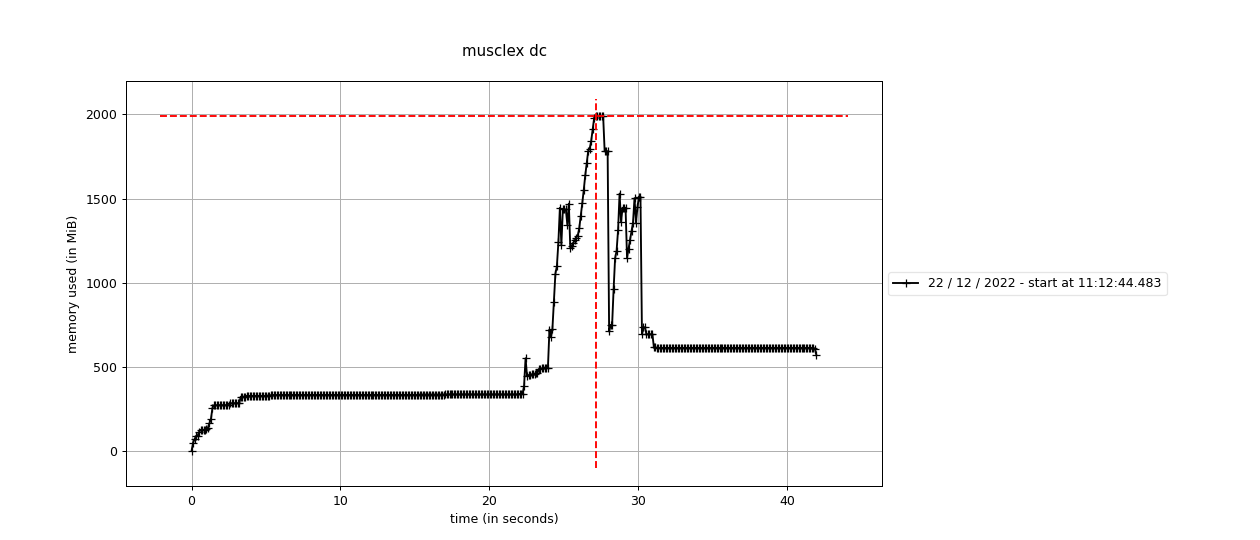 musclex dc
memory used (in MiB)
2000
1500
1000
500
0
0 10 20 30 40
time (in seconds)
22 / 12 / 2022 - start at 11:12:44.483